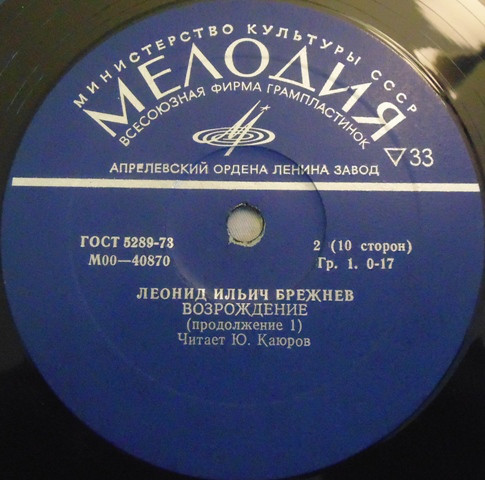 МИНИСТЕРСТВО КУЛЬТУРЫ СССР
МЕЛОДИЯ
ВСЕСОЮЗНАЯ ФИРМА ГРАМПЛАСТИНОК
▽33
АПРЕЛЕВСКИЙ ОРДЕНА ЛЕНИНА ЗАВОД
ГОСТ 5289-73
2 (10 сторон)
М00—40870
Гр. 1. 0-17
ЛЕОНИД ИЛЬИЧ БРЕЖНЕВ
ВОЗРОЖДЕНИЕ
(продолжение 1)
Читает Ю. Каюров